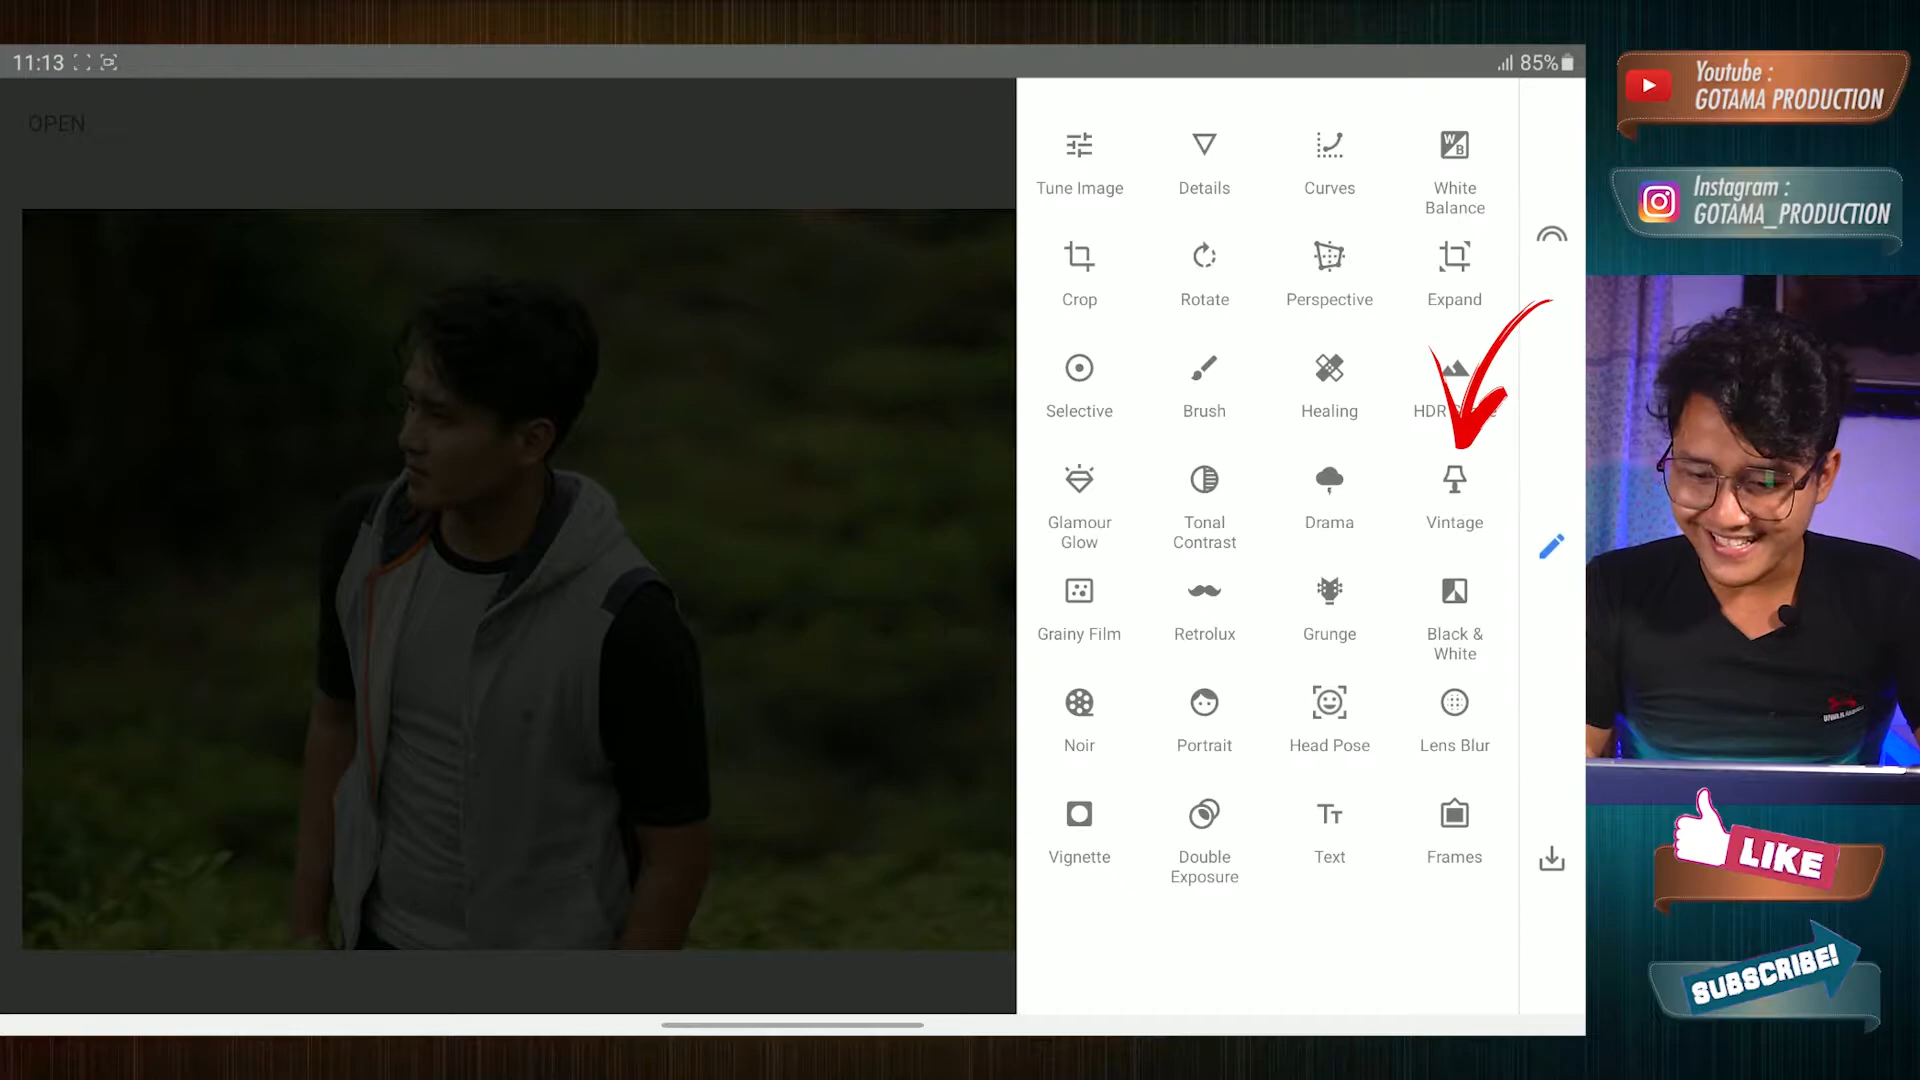 11:13
85%
OPEN
Tune Image
Details
Curves
W
B
White
Balance
Crop
Rotate
Perspective
Expand
Selective
Brush
Healing
HDR
Glamour
Glow
Tonal
Contrast
Drama
Vintage
Grainy Film
Retrolux
Grunge
Black &
White
Noir
Portrait
Head Pose
Lens Blur
Vignette
Double
Exposure
TT
Text
Frames
Youtube :
GOTAMA PRODUCTION
Instagram :
GOTAMA_PRODUCTION
LIKE
SUBSCRIBE!